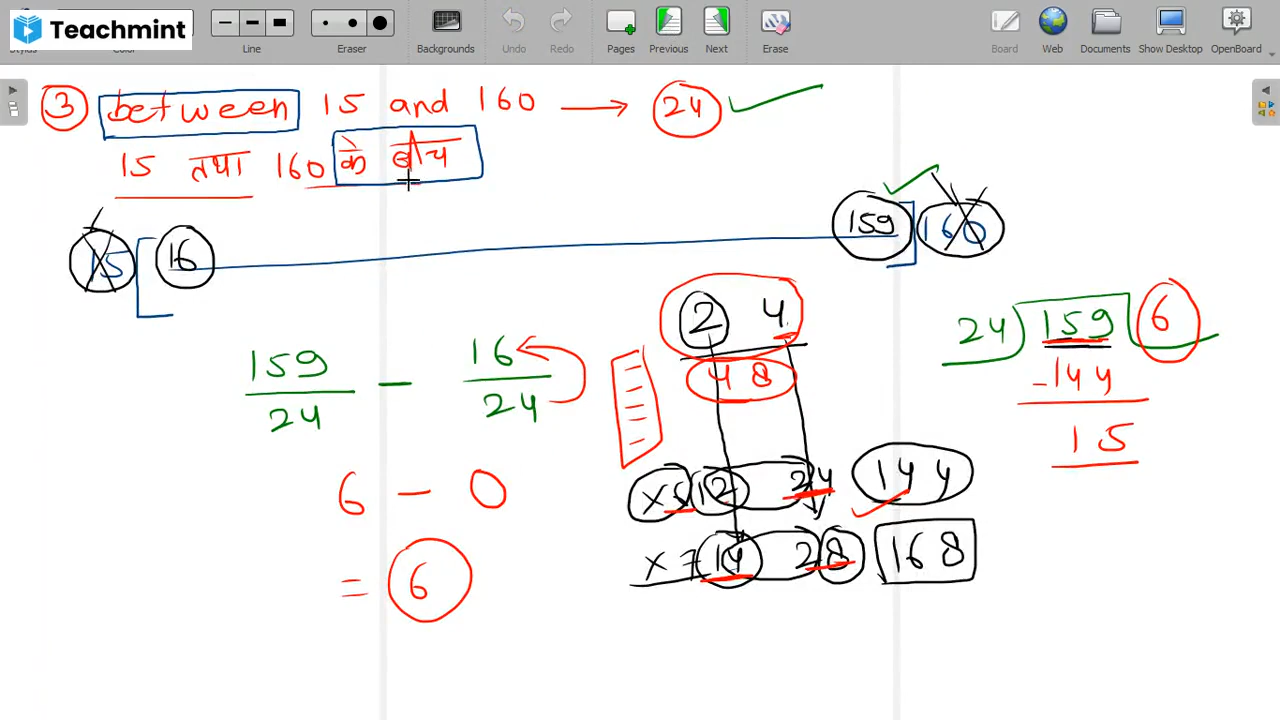 Teachmint
Line
Eraser
Backgrounds
Undo
Redo
Pages
Previous
Next
Erase
Board
Web
Documents
Show Desktop
OpenBoard
3 between 15 and 160 → 24 ✓
15 तथा 160 के बीच
15 [ 16
159 ] 160
159/24 - 16/24
6 - 0
= 6
2 4
4 8
12 24 144
x 7 14 28 168
24 ) 159 ( 6
-144
15